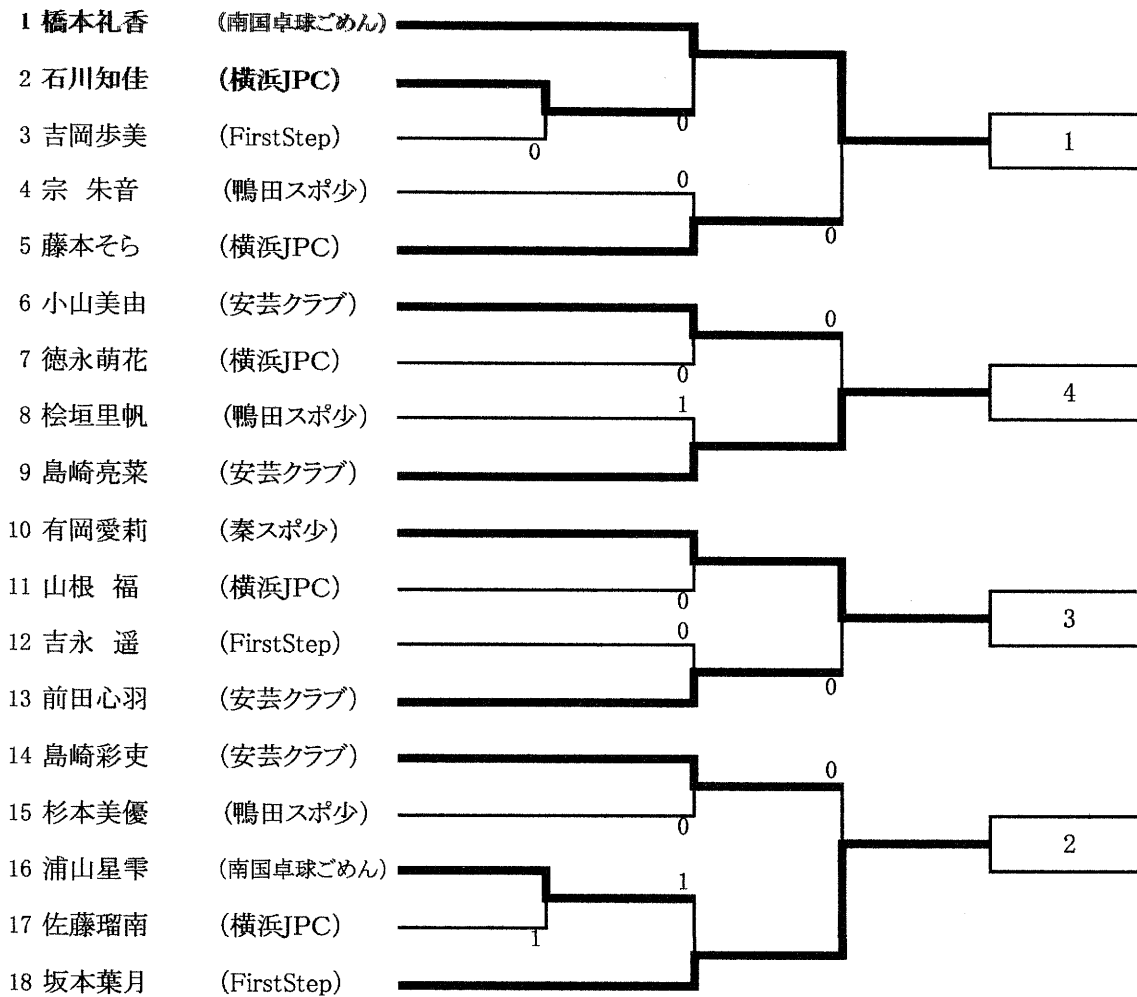 1 橋本礼香 (南国卓球ごめん)
2 石川知佳 (横浜JPC)
0
3 吉岡歩美 (FirstStep)
0
1
4 宗 朱音 (鴨田スポ少)
0
5 藤本そら (横浜JPC)
0
6 小山美由 (安芸クラブ)
0
7 徳永萌花 (横浜JPC)
0
4
8 桧垣里帆 (鴨田スポ少)
1
9 島崎亮菜 (安芸クラブ)
10 有岡愛莉 (秦スポ少)
11 山根 福 (横浜JPC)
0
3
12 吉永 遥 (FirstStep)
0
13 前田心羽 (安芸クラブ)
0
14 島崎彩吏 (安芸クラブ)
0
15 杉本美優 (鴨田スポ少)
0
2
16 浦山星雫 (南国卓球ごめん)
1
17 佐藤瑠南 (横浜JPC)
1
18 坂本葉月 (FirstStep)